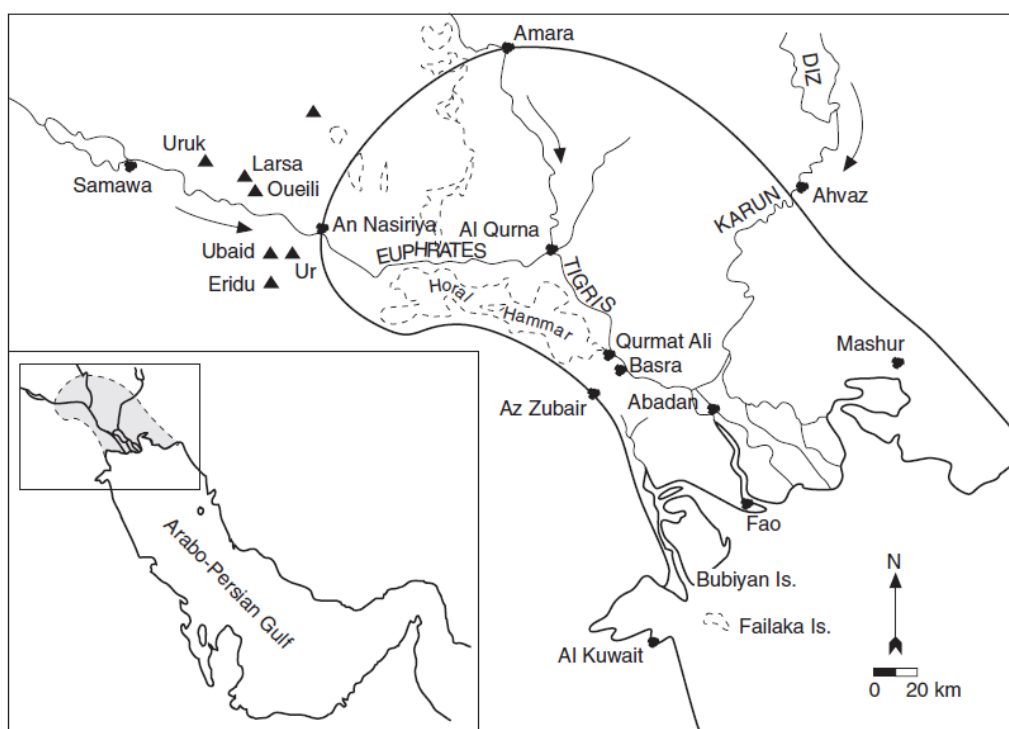 Amara
DIZ
Uruk
Larsa
Oueili
Samawa
Ahvaz
KARUN
An Nasiriya
Al Qurna
EUPHRATES
Ubaid
Ur
Eridu
TIGRIS
Horal
Hammar
Qurmat Ali
Basra
Mashur
Az Zubair
Abadan
Fao
Bubiyan Is.
Failaka Is.
Al Kuwait
N
0 20 km
Arabo-Persian Gulf